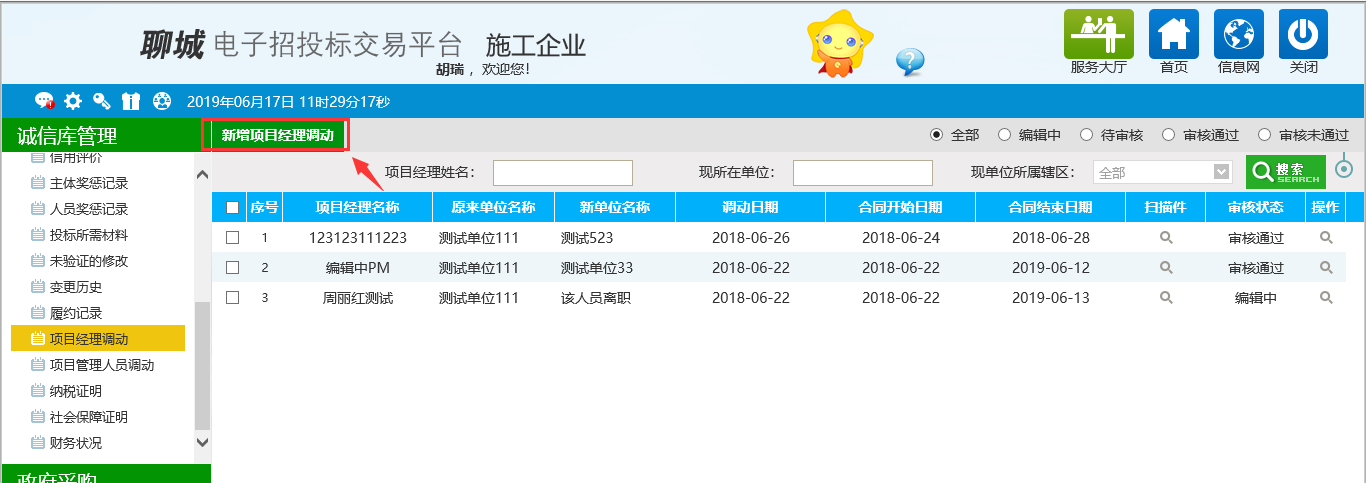 聊城 电子招投标交易平台 施工企业
胡瑞 ，欢迎您！
服务大厅 首页 信息网 关闭
2019年06月17日 11时29分17秒
诚信库管理
信用评价
主体奖惩记录
人员奖惩记录
投标所需材料
未验证的修改
变更历史
履约记录
项目经理调动
项目管理人员调动
纳税证明
社会保障证明
财务状况
政府采购
新增项目经理调动 全部 编辑中 待审核 审核通过 审核未通过
项目经理姓名： 现所在单位： 现单位所属辖区： 全部 搜索 SEARCH
序号 项目经理名称 原来单位名称 新单位名称 调动日期 合同开始日期 合同结束日期 扫描件 审核状态 操作
1 123123111223 测试单位111 测试523 2018-06-26 2018-06-24 2018-06-28 审核通过
2 编辑中PM 测试单位111 测试单位33 2018-06-22 2018-06-22 2019-06-12 审核通过
3 周丽红测试 测试单位111 该人员离职 2018-06-22 2018-06-22 2019-06-13 编辑中